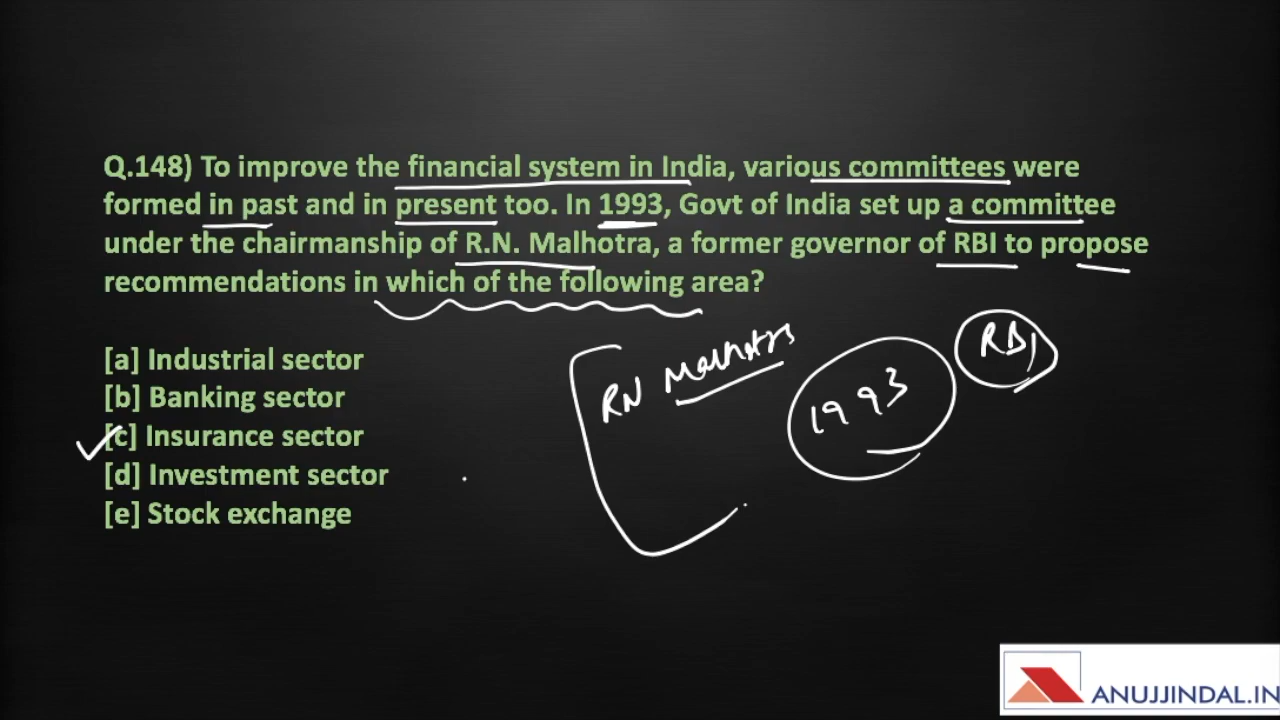 Q.148) To improve the financial system in India, various committees were
formed in past and in present too. In 1993, Govt of India set up a committee
under the chairmanship of R.N. Malhotra, a former governor of RBI to propose
recommendations in which of the following area?
[a] Industrial sector
[b] Banking sector
[c] Insurance sector
[d] Investment sector
[e] Stock exchange
RN Malhotra
1993
RBI
ANUJJINDAL.IN